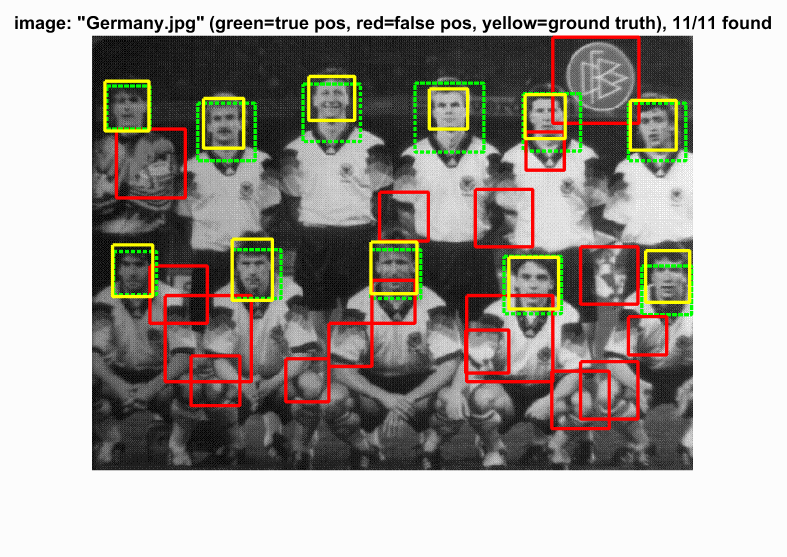 image: "Germany.jpg" (green=true pos, red=false pos, yellow=ground truth), 11/11 found